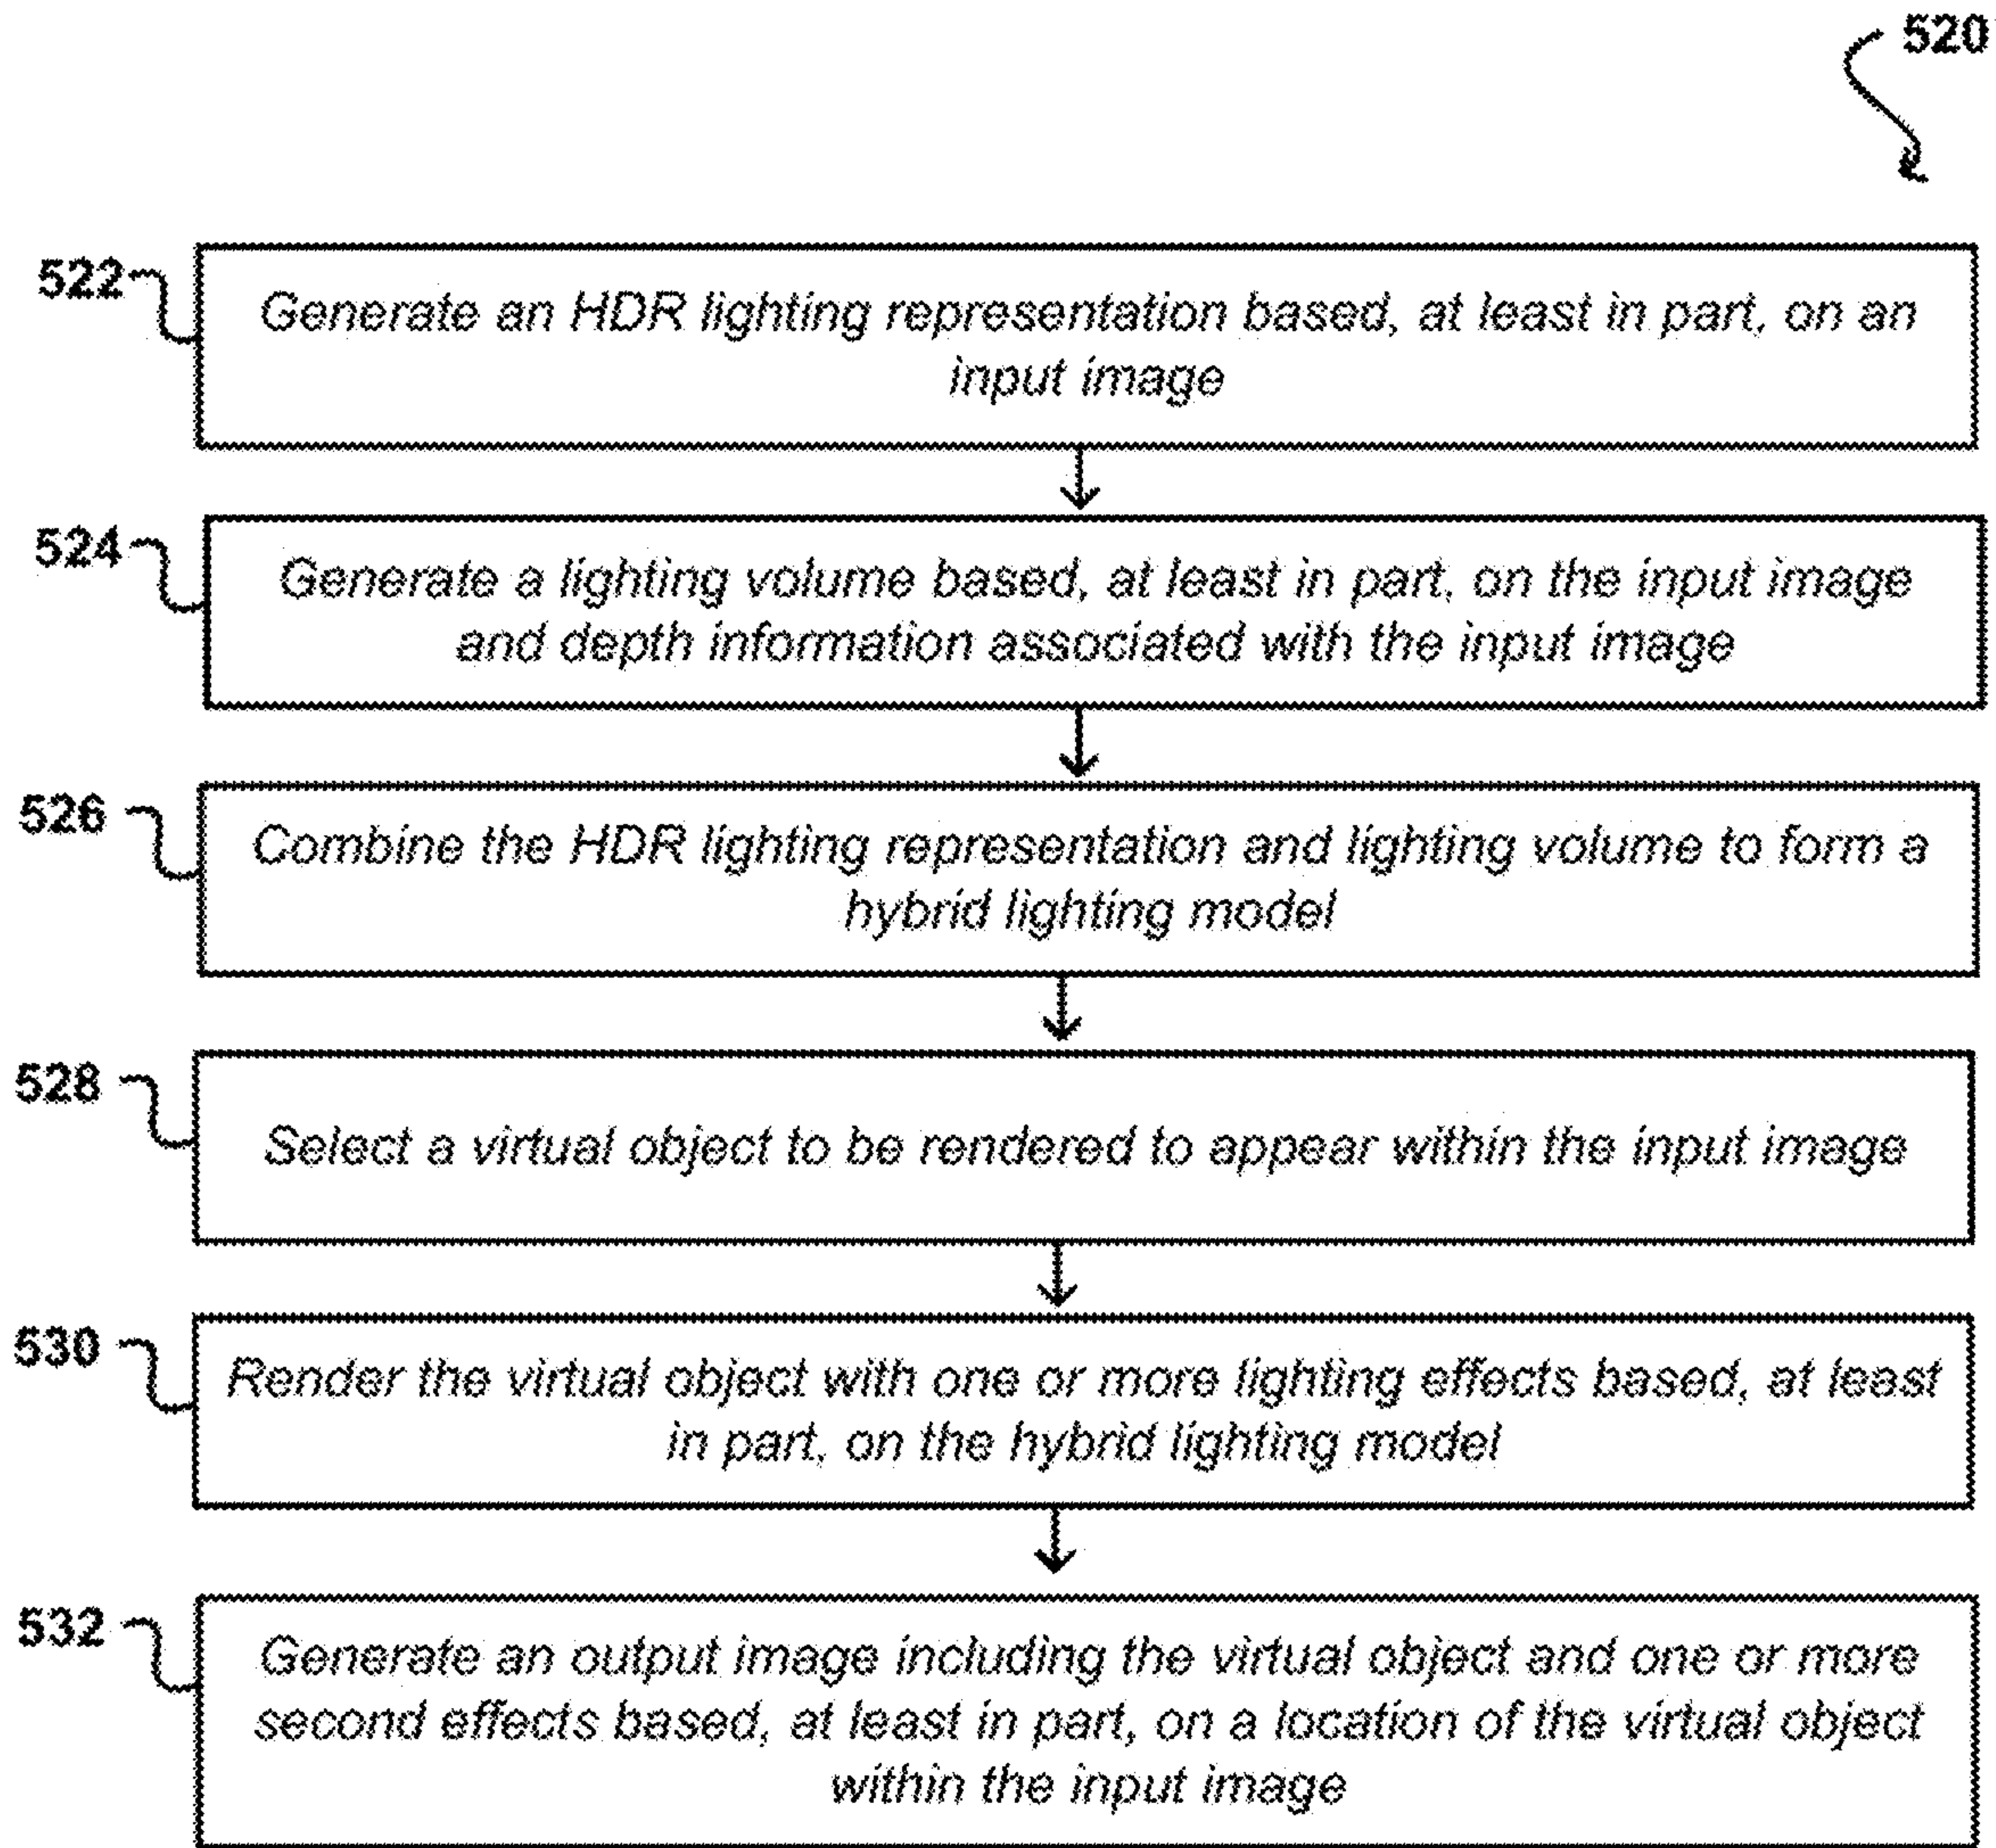 520
522
Generate an HDR lighting representation based, at least in part, on an
input image
524
Generate a lighting volume based, at least in part, on the input image
and depth information associated with the input image
526
Combine the HDR lighting representation and lighting volume to form a
hybrid lighting model
528
Select a virtual object to be rendered to appear within the input image
530
Render the virtual object with one or more lighting effects based, at least
in part, on the hybrid lighting model
532
Generate an output image including the virtual object and one or more
second effects based, at least in part, on a location of the virtual object
within the input image